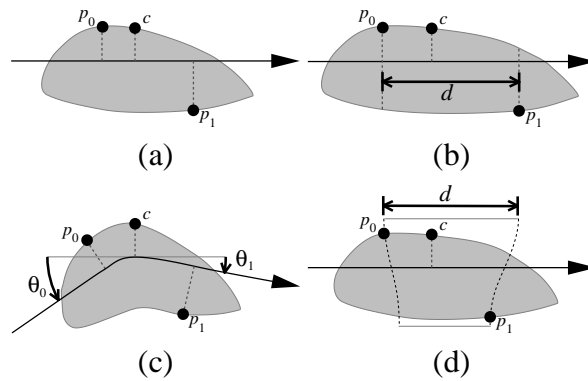 p0 c p1
(a)
p0 c d p1
(b)
p0 c θ0 θ1 p1
(c)
d p0 c p1
(d)